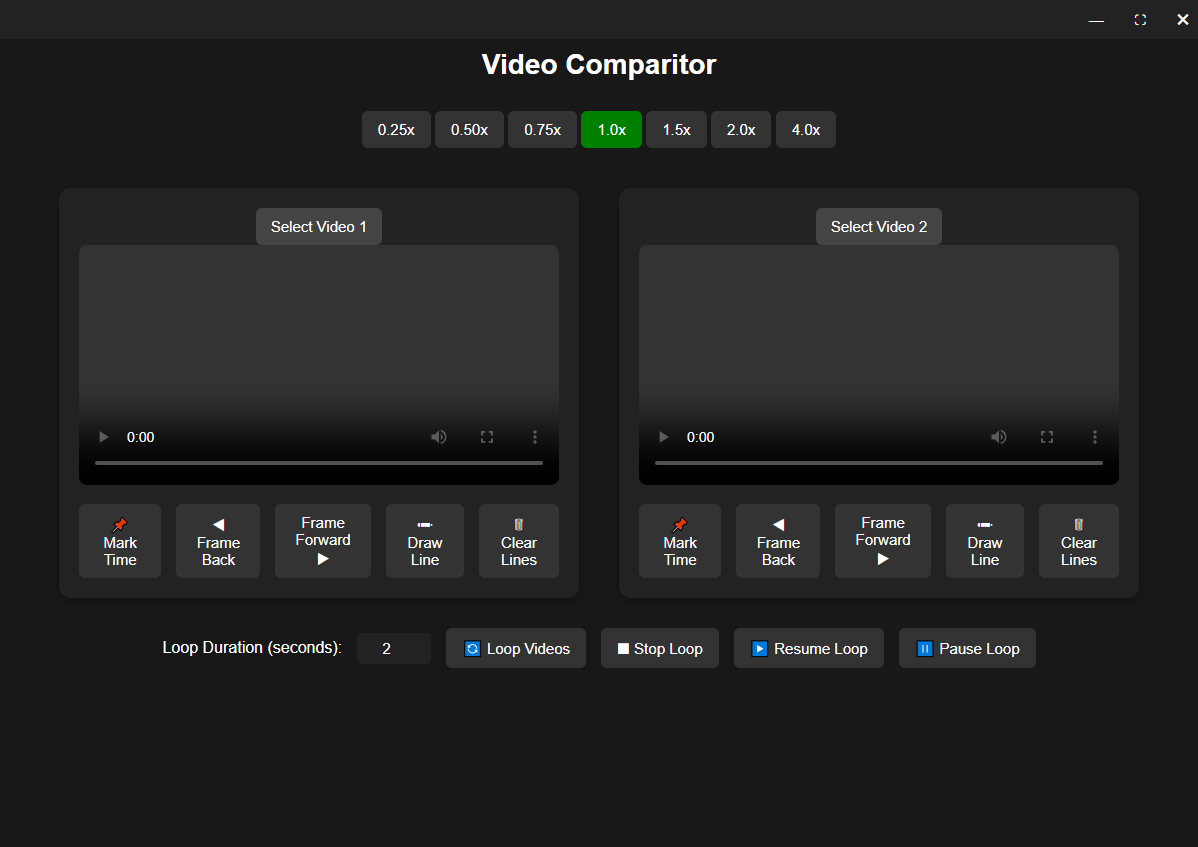 Video Comparitor
0.25x 0.50x 0.75x 1.0x 1.5x 2.0x 4.0x
Select Video 1
Select Video 2
0:00
0:00
Mark
Time
Frame
Back
Frame
Forward
Draw
Line
Clear
Lines
Mark
Time
Frame
Back
Frame
Forward
Draw
Line
Clear
Lines
Loop Duration (seconds): 2 Loop Videos Stop Loop Resume Loop Pause Loop